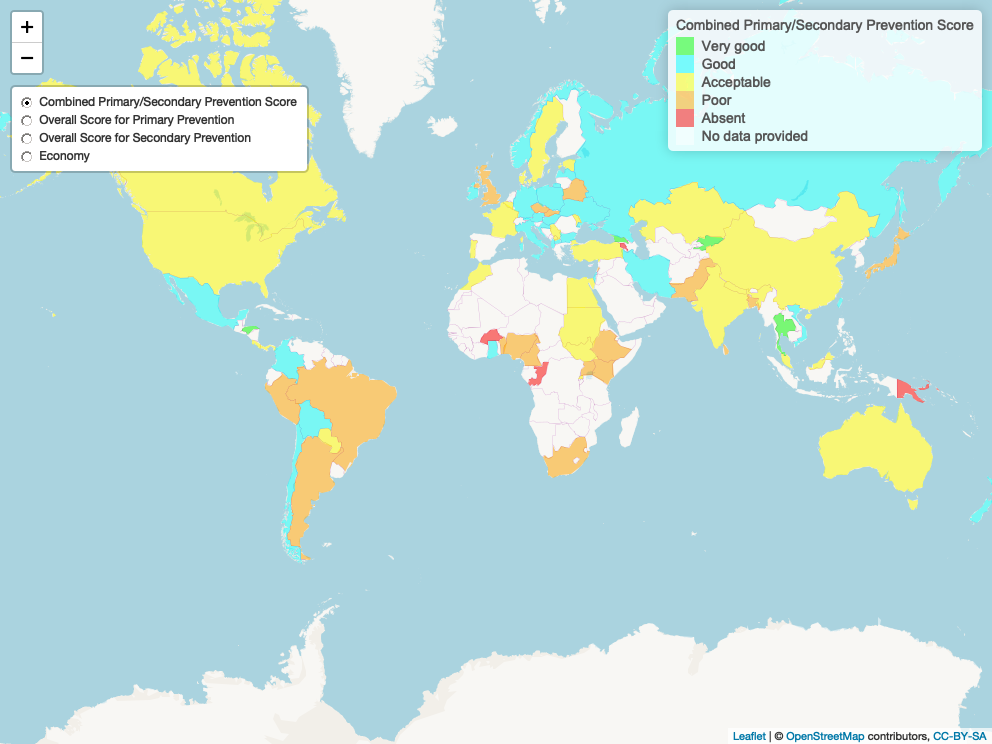 +
−
Combined Primary/Secondary Prevention Score
Overall Score for Primary Prevention
Overall Score for Secondary Prevention
Economy
Combined Primary/Secondary Prevention Score
Very good
Good
Acceptable
Poor
Absent
No data provided
Leaflet | © OpenStreetMap contributors, CC-BY-SA